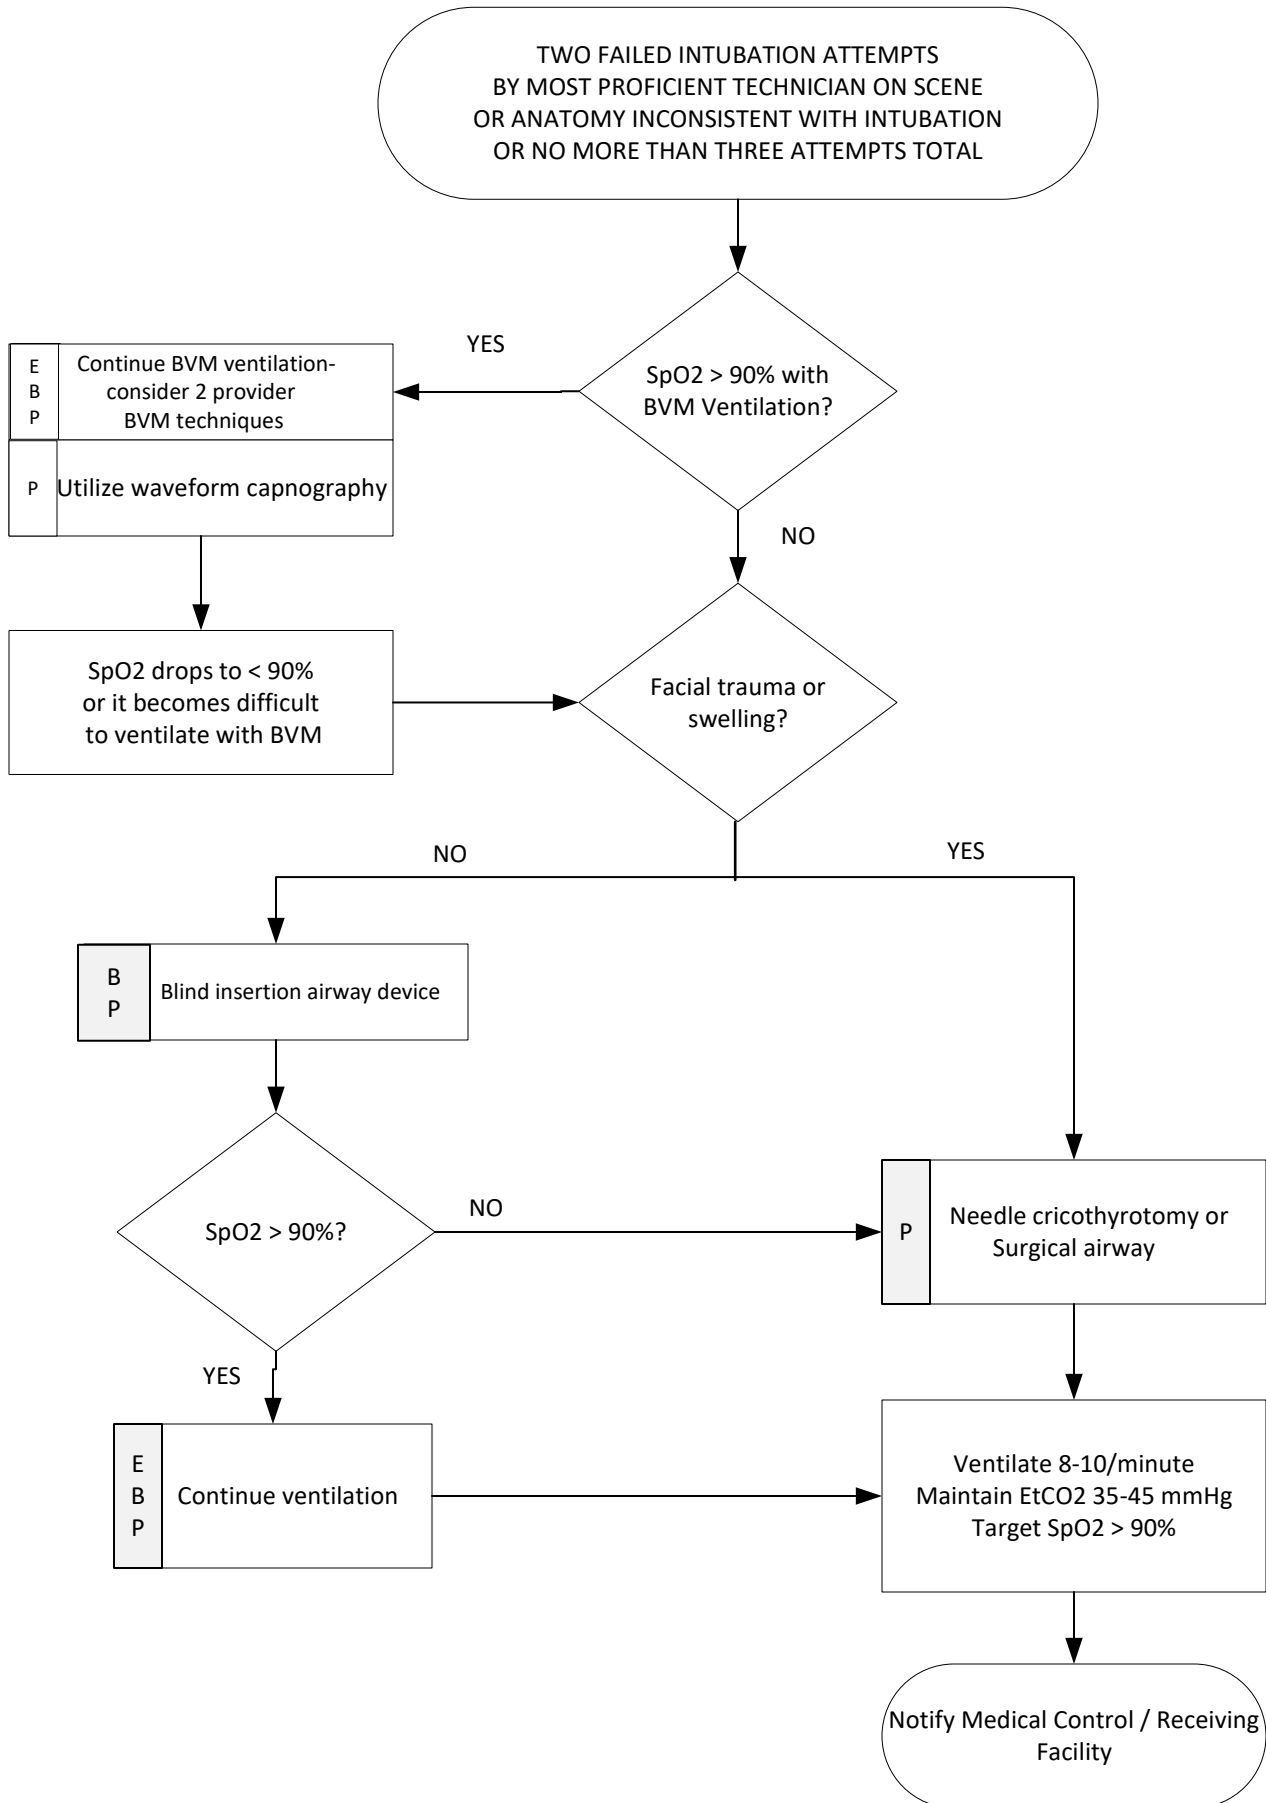 TWO FAILED INTUBATION ATTEMPTS
BY MOST PROFICIENT TECHNICIAN ON SCENE
OR ANATOMY INCONSISTENT WITH INTUBATION
OR NO MORE THAN THREE ATTEMPTS TOTAL
YES
SpO2 > 90% with
BVM Ventilation?
E
B
P
Continue BVM ventilation-
consider 2 provider
BVM techniques
P
Utilize waveform capnography
NO
SpO2 drops to < 90%
or it becomes difficult
to ventilate with BVM
Facial trauma or
swelling?
NO
YES
B
P
Blind insertion airway device
SpO2 > 90%?
NO
P
Needle cricothyrotomy or
Surgical airway
YES
E
B
P
Continue ventilation
Ventilate 8-10/minute
Maintain EtCO2 35-45 mmHg
Target SpO2 > 90%
Notify Medical Control / Receiving
Facility